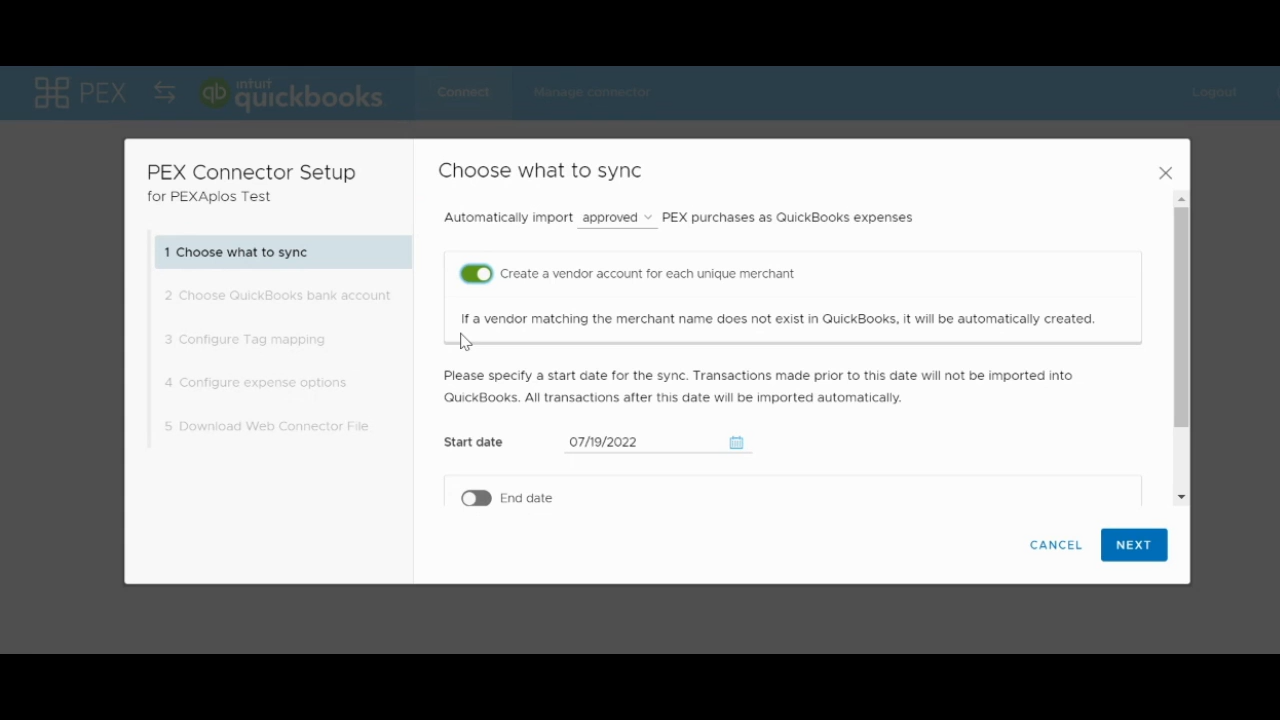 PEX
qb
intuit
quickbooks
Connect
Manage connector
Logout
PEX Connector Setup
for PEXAplos Test
1 Choose what to sync
2 Choose QuickBooks bank account
3 Configure Tag mapping
4 Configure expense options
5 Download Web Connector File
Choose what to sync
Automatically import approved PEX purchases as QuickBooks expenses
Create a vendor account for each unique merchant
If a vendor matching the merchant name does not exist in QuickBooks, it will be automatically created.
Please specify a start date for the sync. Transactions made prior to this date will not be imported into
QuickBooks. All transactions after this date will be imported automatically.
Start date 07/19/2022
End date
CANCEL
NEXT